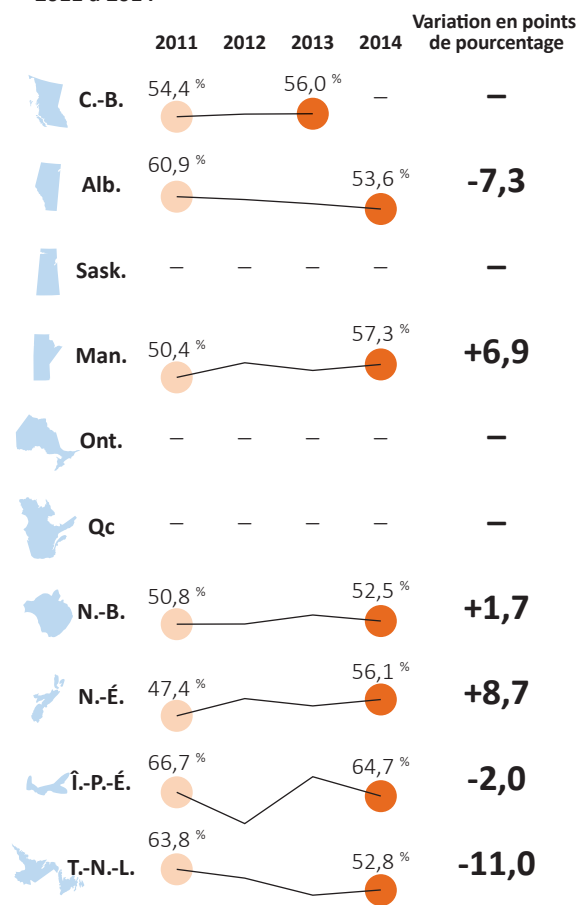 2011 à 2014
Variation en points
de pourcentage
2011 2012 2013 2014
C.-B. 54,4 % 56,0 % – –
Alb. 60,9 % 53,6 % -7,3
Sask. – – – – –
Man. 50,4 % 57,3 % +6,9
Ont. – – – – –
Qc – – – – –
N.-B. 50,8 % 52,5 % +1,7
N.-É. 47,4 % 56,1 % +8,7
Î.-P.-É. 66,7 % 64,7 % -2,0
T.-N.-L. 63,8 % 52,8 % -11,0